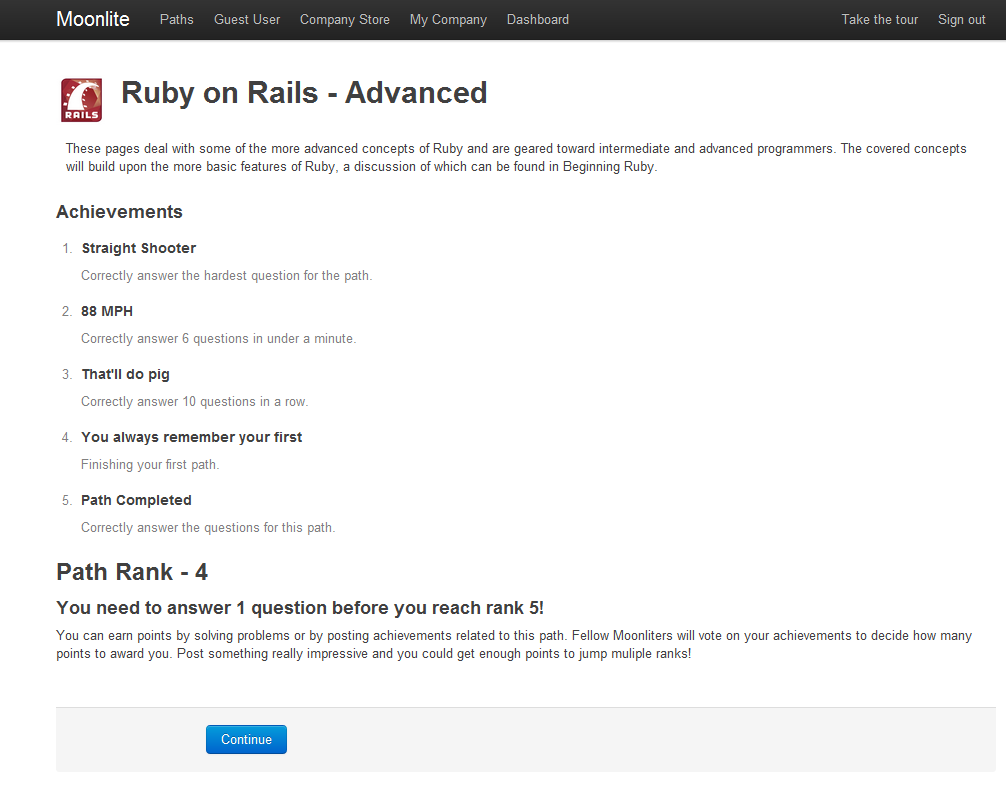 Moonlite Paths Guest User Company Store My Company Dashboard Take the tour Sign out
RAILS
Ruby on Rails - Advanced
These pages deal with some of the more advanced concepts of Ruby and are geared toward intermediate and advanced programmers. The covered concepts
will build upon the more basic features of Ruby, a discussion of which can be found in Beginning Ruby.
Achievements
1. Straight Shooter
Correctly answer the hardest question for the path.
2. 88 MPH
Correctly answer 6 questions in under a minute.
3. That'll do pig
Correctly answer 10 questions in a row.
4. You always remember your first
Finishing your first path.
5. Path Completed
Correctly answer the questions for this path.
Path Rank - 4
You need to answer 1 question before you reach rank 5!
You can earn points by solving problems or by posting achievements related to this path. Fellow Moonliters will vote on your achievements to decide how many
points to award you. Post something really impressive and you could get enough points to jump muliple ranks!
Continue